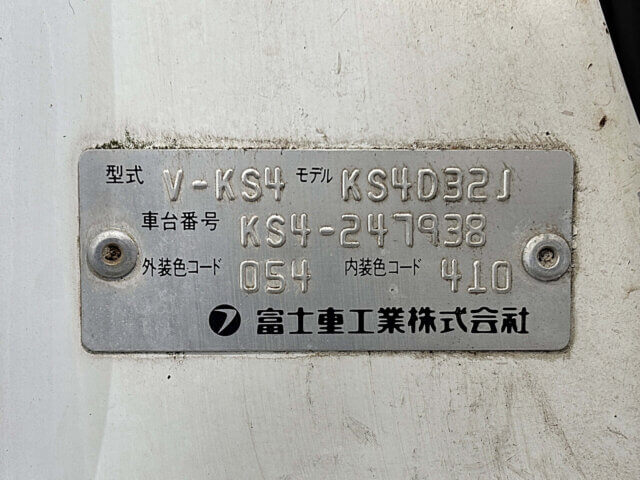 型式 V-KS4 モデル KS4D32J
車台番号 KS4-247938
外装色コード 054 内装色コード 410
富士重工業株式会社